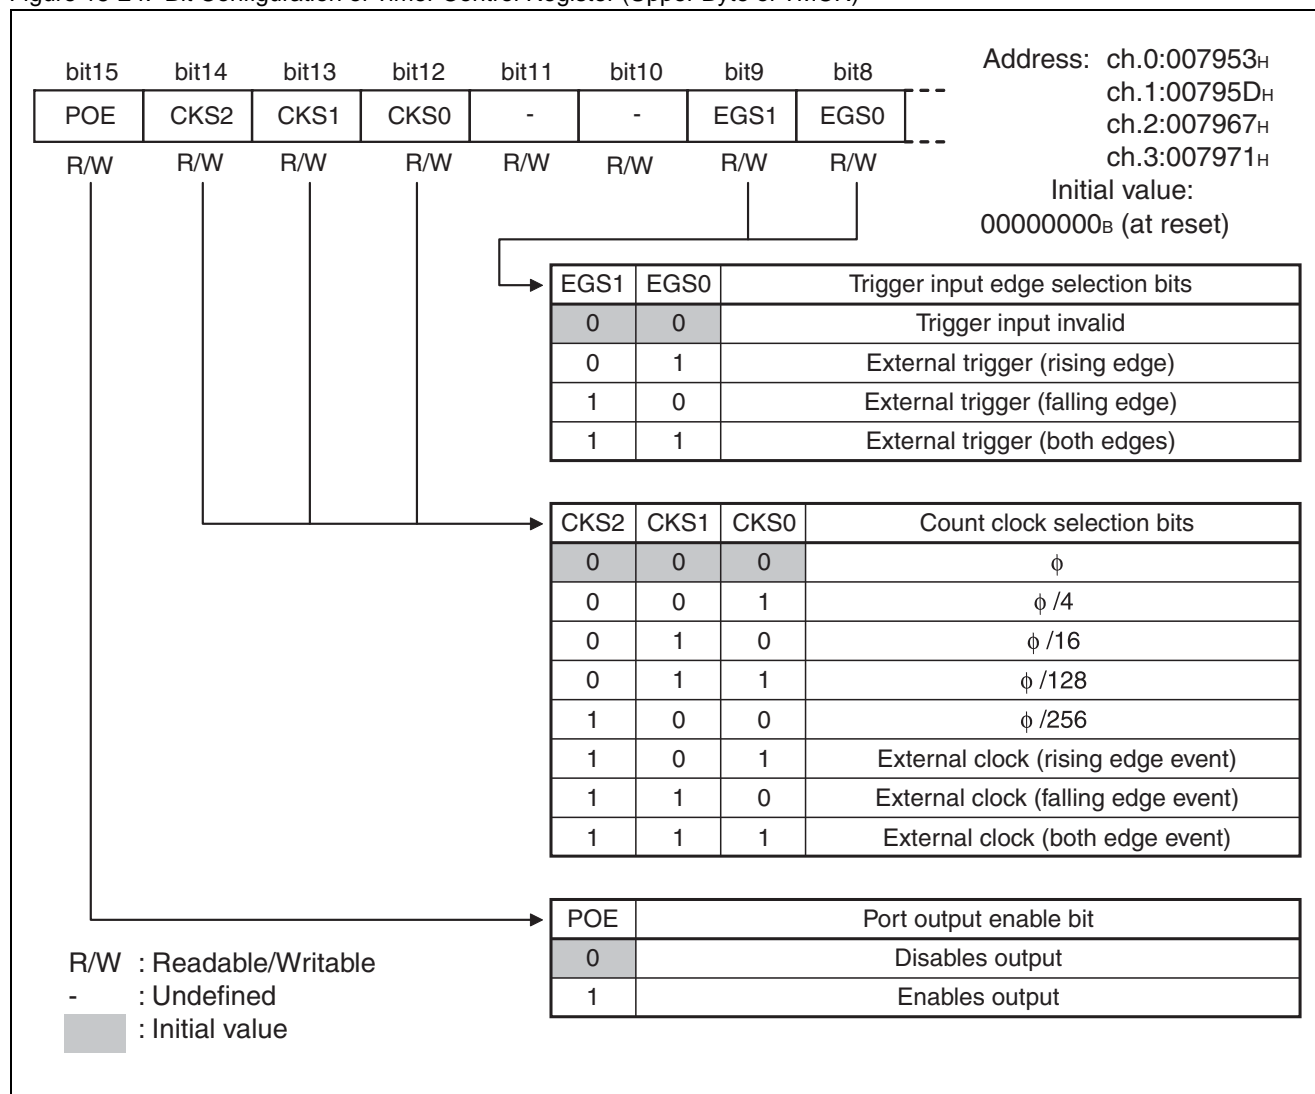 bit15 bit14 bit13 bit12 bit11 bit10 bit9 bit8
POE CKS2 CKS1 CKS0 - - EGS1 EGS0
R/W R/W R/W R/W R/W R/W R/W R/W
Address: ch.0:007953H
ch.1:00795DH
ch.2:007967H
ch.3:007971H
Initial value:
00000000B (at reset)
EGS1 EGS0 Trigger input edge selection bits
0 0 Trigger input invalid
0 1 External trigger (rising edge)
1 0 External trigger (falling edge)
1 1 External trigger (both edges)
CKS2 CKS1 CKS0 Count clock selection bits
0 0 0 ϕ
0 0 1 ϕ /4
0 1 0 ϕ /16
0 1 1 ϕ /128
1 0 0 ϕ /256
1 0 1 External clock (rising edge event)
1 1 0 External clock (falling edge event)
1 1 1 External clock (both edge event)
POE Port output enable bit
0 Disables output
1 Enables output
R/W : Readable/Writable
- : Undefined
: Initial value